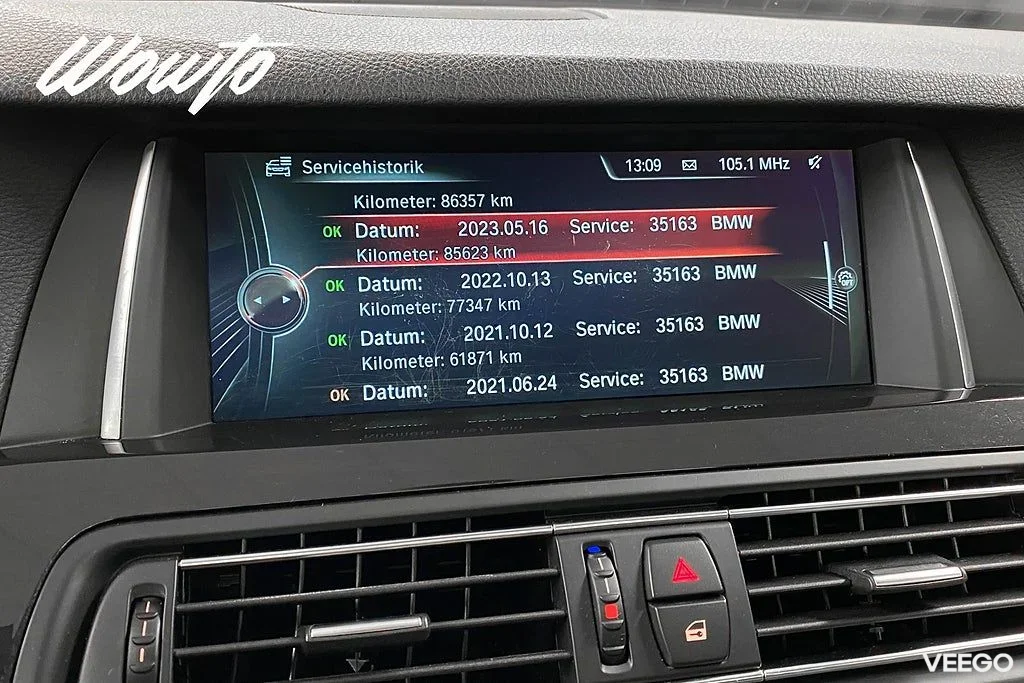 Wowto
Servicehistorik 13:09 105.1 MHz
Kilometer: 86357 km
OK Datum: 2023.05.16 Service: 35163 BMW
Kilometer: 85623 km
OK Datum: 2022.10.13 Service: 35163 BMW
Kilometer: 77347 km
OK Datum: 2021.10.12 Service: 35163 BMW
Kilometer: 61871 km
OK Datum: 2021.06.24 Service: 35163 BMW
OPT
VEEGO